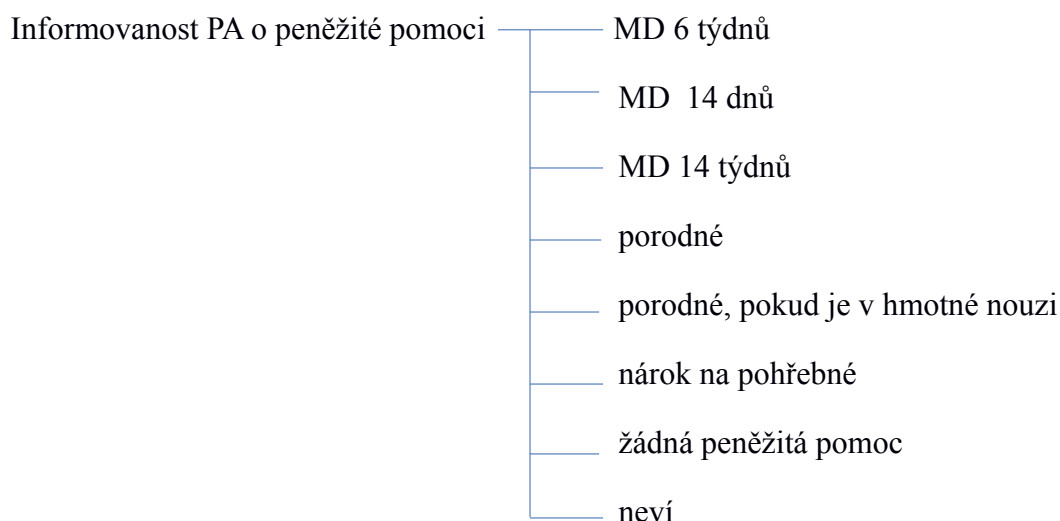 Informovanost PA o peněžité pomoci
MD 6 týdnů
MD 14 dnů
MD 14 týdnů
porodné
porodné, pokud je v hmotné nouzi
nárok na pohřebné
žádná peněžitá pomoc
neví